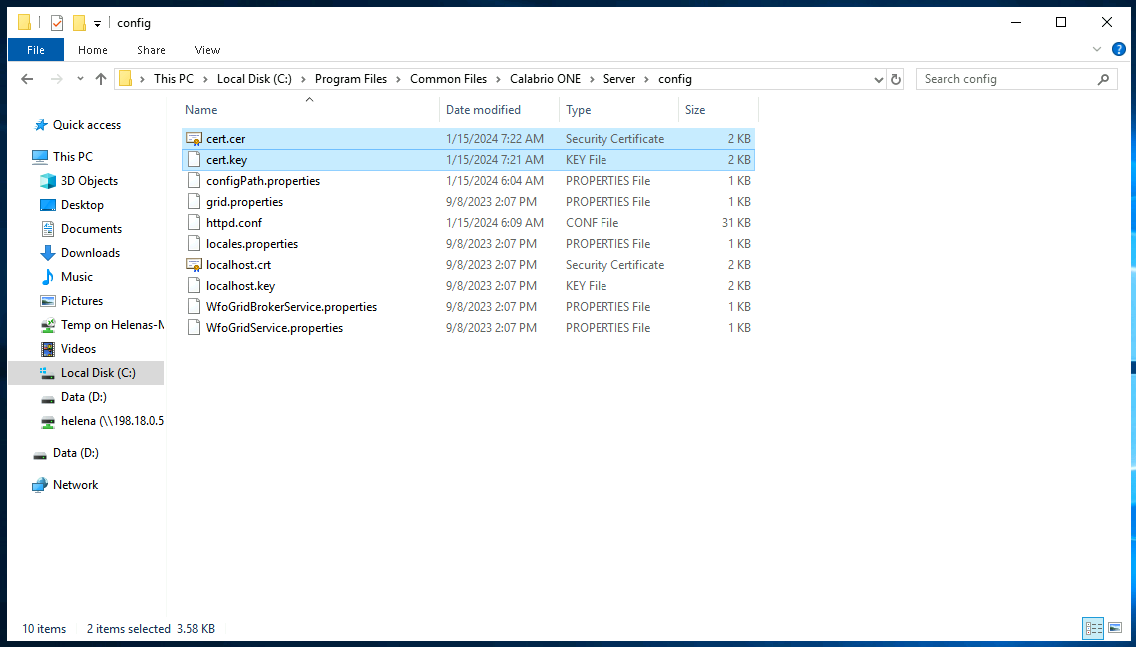 config
File Home Share View
This PC > Local Disk (C:) > Program Files > Common Files > Calabrio ONE > Server > config
Search config
Name Date modified Type Size
Quick access
This PC
3D Objects
Desktop
Documents
Downloads
Music
Pictures
Temp on Helenas-M
Videos
Local Disk (C:)
Data (D:)
helena (\\198.18.0.5
Data (D:)
Network
cert.cer 1/15/2024 7:22 AM Security Certificate 2 KB
cert.key 1/15/2024 7:21 AM KEY File 2 KB
configPath.properties 1/15/2024 6:04 AM PROPERTIES File 1 KB
grid.properties 9/8/2023 2:07 PM PROPERTIES File 1 KB
httpd.conf 1/15/2024 6:09 AM CONF File 31 KB
locales.properties 9/8/2023 2:07 PM PROPERTIES File 1 KB
localhost.crt 9/8/2023 2:07 PM Security Certificate 2 KB
localhost.key 9/8/2023 2:07 PM KEY File 2 KB
WfoGridBrokerService.properties 9/8/2023 2:07 PM PROPERTIES File 1 KB
WfoGridService.properties 9/8/2023 2:07 PM PROPERTIES File 1 KB
10 items 2 items selected 3.58 KB